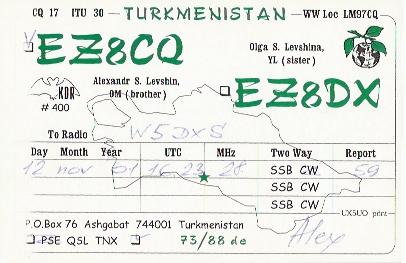 CQ 17 ITU 30 - TURKMENISTAN - WW Loc LM97CQ
EZ8CQ
Olga S. Levshina,
YL (sister)
KDR
# 400
Alexandr S. Levshin,
OM (brother)
EZ8DX
To Radio W5DXS
Day Month Year UTC MHz Two Way Report
12 nov 01 16 23 28 SSB CW 59
SSB CW
SSB CW
UX5UO print
P.O.Box 76 Ashgabat 744001 Turkmenistan
PSE QSL TNX 73/88 de Alex